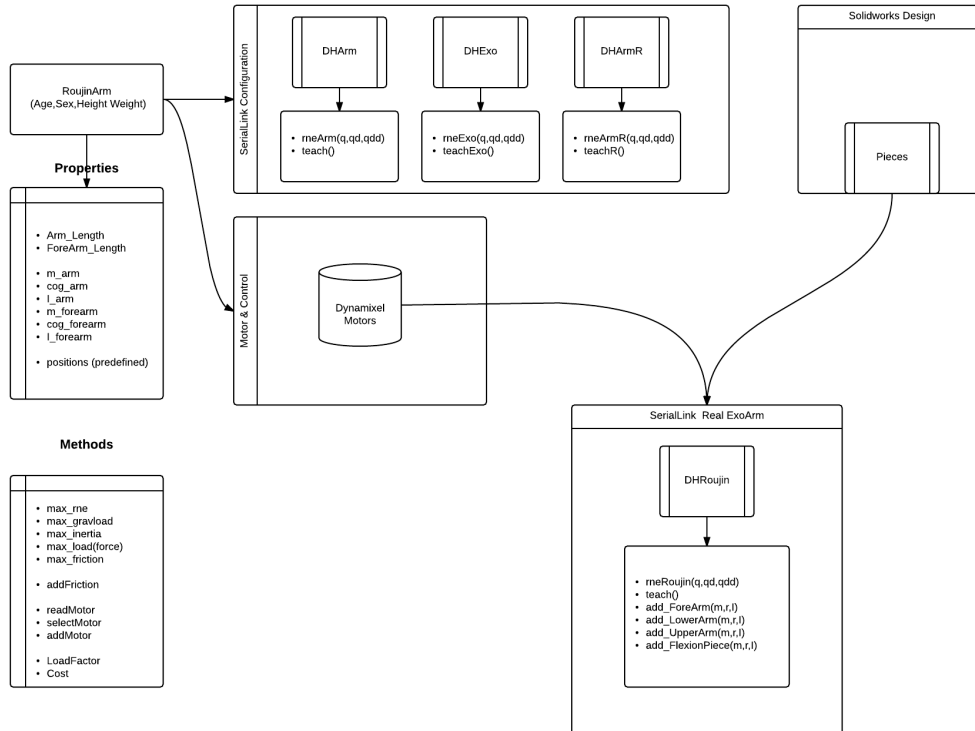 RoujinArm
(Age,Sex,Height Weight)
Properties
Arm_Length
ForeArm_Length
m_arm
cog_arm
I_arm
m_forearm
cog_forearm
I_forearm
positions (predefined)
Methods
max_rne
max_gravload
max_inertia
max_load(force)
max_friction
addFriction
readMotor
selectMotor
addMotor
LoadFactor
Cost
SerialLink Configuration
DHArm
rneArm(q,qd,qdd)
teach()
DHExo
rneExo(q,qd,qdd)
teachExo()
DHArmR
rneArmR(q,qd,qdd)
teachR()
Motor & Control
Dynamixel
Motors
Solidworks Design
Pieces
SerialLink Real ExoArm
DHRoujin
rneRoujin(q,qd,qdd)
teach()
add_ForeArm(m,r,I)
add_LowerArm(m,r,I)
add_UpperArm(m,r,I)
add_FlexionPiece(m,r,I)